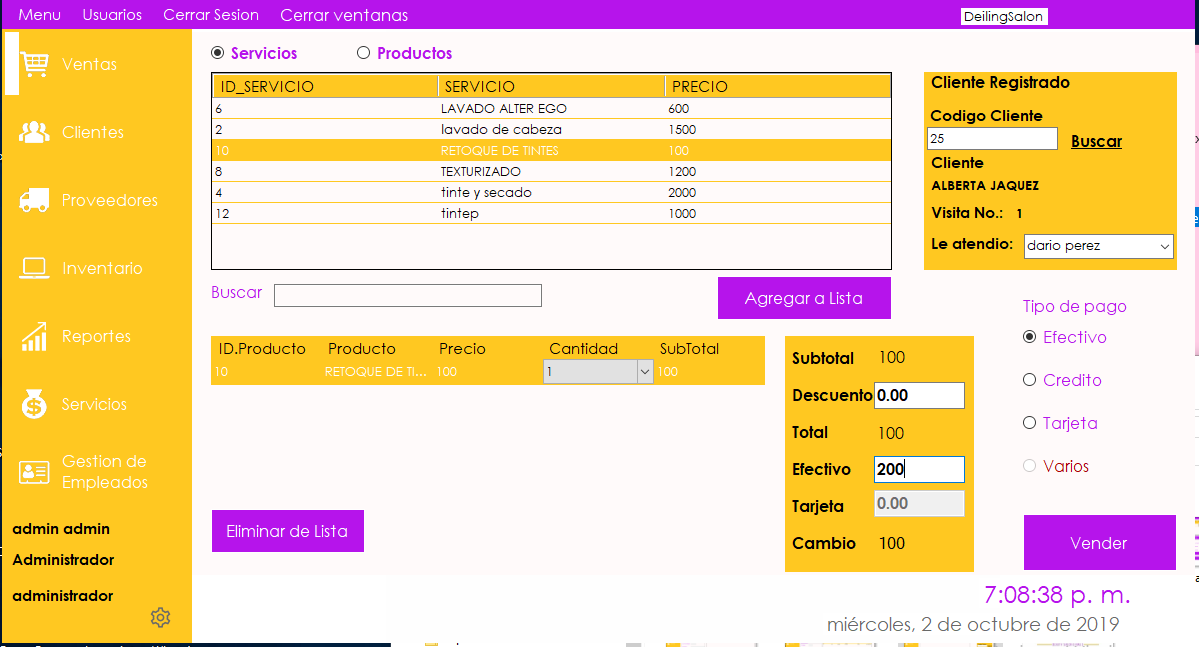 Menu Usuarios Cerrar Sesion Cerrar ventanas DeilingSalon
Ventas
Clientes
Proveedores
Inventario
Reportes
Servicios
Gestion de
Empleados
admin admin
Administrador
administrador
Servicios Productos
ID_SERVICIO SERVICIO PRECIO
6 LAVADO ALTER EGO 600
2 lavado de cabeza 1500
10 RETOQUE DE TINTES 100
8 TEXTURIZADO 1200
4 tinte y secado 2000
12 tintep 1000
Buscar
Agregar a Lista
ID.Producto Producto Precio Cantidad SubTotal
10 RETOQUE DE TI... 100 1 100
Eliminar de Lista
Cliente Registrado
Codigo Cliente
25 Buscar
Cliente
ALBERTA JAQUEZ
Visita No.: 1
Le atendio: dario perez
Subtotal 100
Descuento 0.00
Total 100
Efectivo 200
Tarjeta 0.00
Cambio 100
Tipo de pago
Efectivo
Credito
Tarjeta
Varios
Vender
7:08:38 p. m.
miércoles, 2 de octubre de 2019